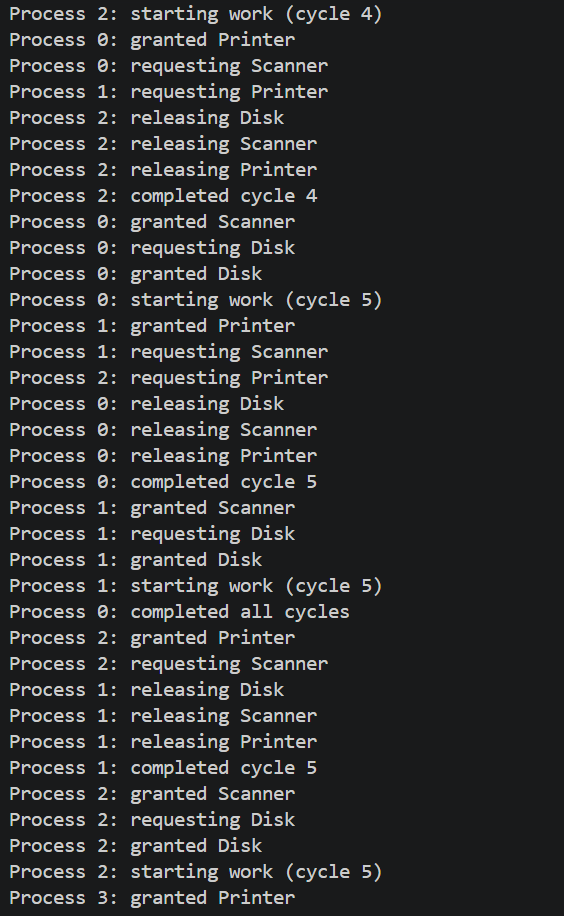 Process 2: starting work (cycle 4)
Process 0: granted Printer
Process 0: requesting Scanner
Process 1: requesting Printer
Process 2: releasing Disk
Process 2: releasing Scanner
Process 2: releasing Printer
Process 2: completed cycle 4
Process 0: granted Scanner
Process 0: requesting Disk
Process 0: granted Disk
Process 0: starting work (cycle 5)
Process 1: granted Printer
Process 1: requesting Scanner
Process 2: requesting Printer
Process 0: releasing Disk
Process 0: releasing Scanner
Process 0: releasing Printer
Process 0: completed cycle 5
Process 1: granted Scanner
Process 1: requesting Disk
Process 1: granted Disk
Process 1: starting work (cycle 5)
Process 0: completed all cycles
Process 2: granted Printer
Process 2: requesting Scanner
Process 1: releasing Disk
Process 1: releasing Scanner
Process 1: releasing Printer
Process 1: completed cycle 5
Process 2: granted Scanner
Process 2: requesting Disk
Process 2: granted Disk
Process 2: starting work (cycle 5)
Process 3: granted Printer